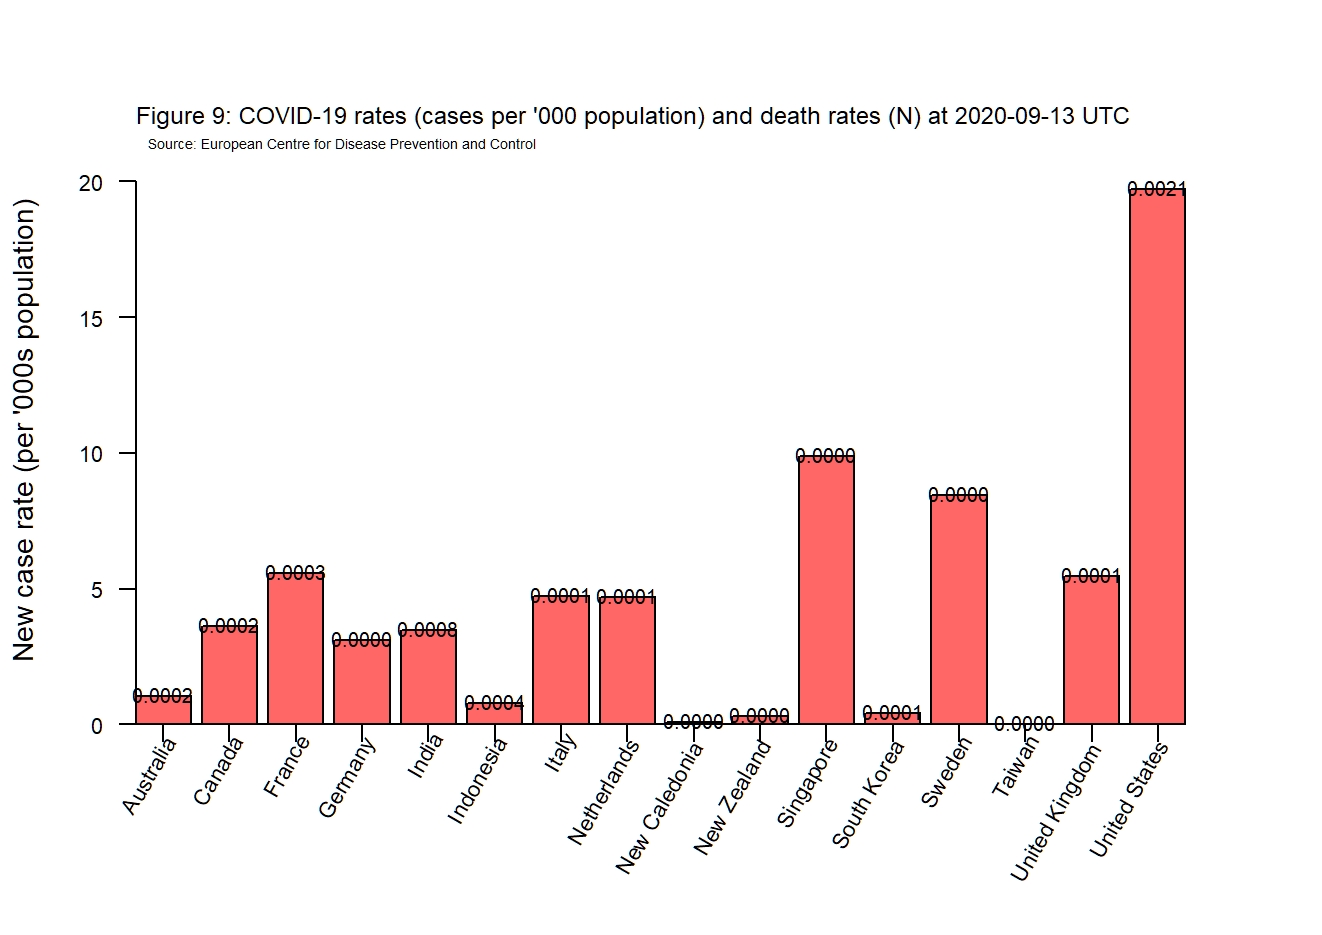 Figure 9: COVID-19 rates (cases per '000 population) and death rates (N) at 2020-09-13 UTC
Source: European Centre for Disease Prevention and Control
New case rate (per '000s population)
20
15
10
5
0
0.0002
0.0002
0.0003
0.0000
0.0008
0.0004
0.0001
0.0001
0.0000
0.0000
0.0000
0.0001
0.0000
0.0000
0.0001
0.0021
Australia
Canada
France
Germany
India
Indonesia
Italy
Netherlands
New Caledonia
New Zealand
Singapore
South Korea
Sweden
Taiwan
United Kingdom
United States